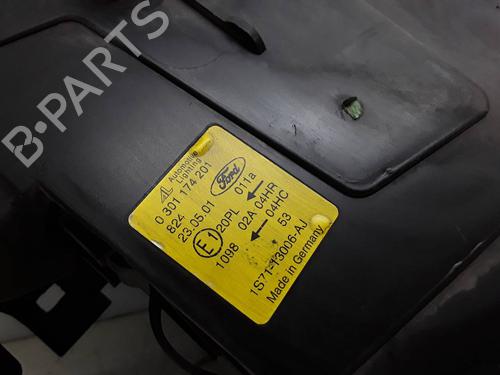 B-PARTS
Automotive
Lighting
0 301 174 201
824
23.05.01
Ford
E1
20PL
011a
1098
02A 04HR
04HC
53
1S71-13006-AJ
Made in Germany